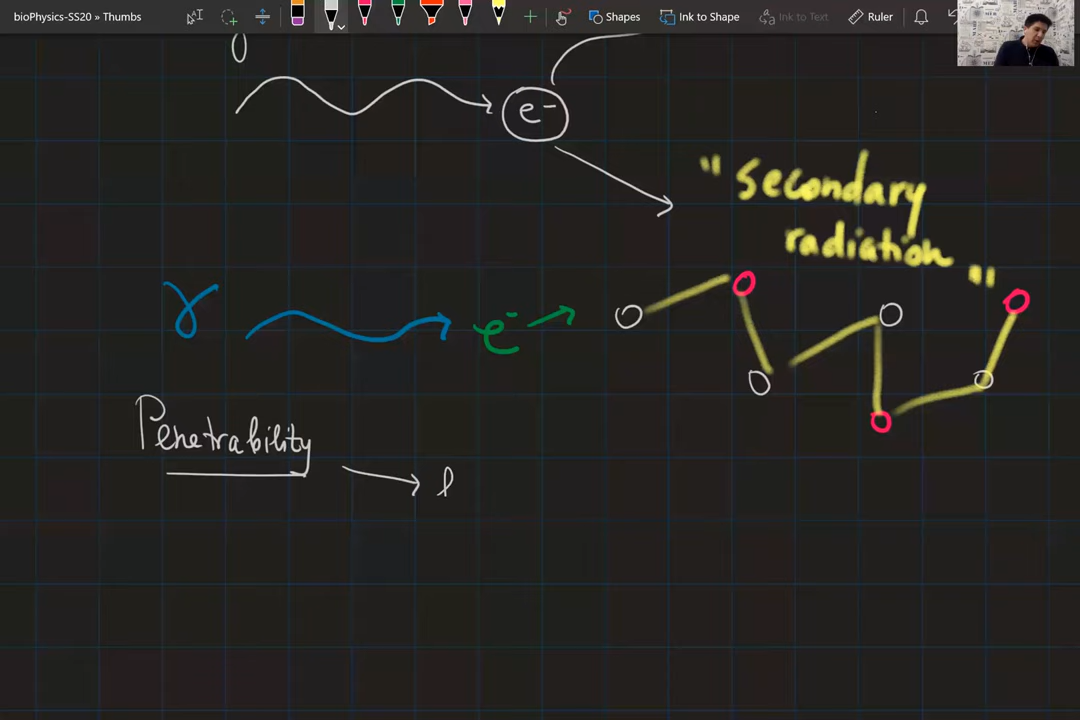 bioPhysics-SS20 » Thumbs
Shapes
Ink to Shape
Ink to Text
Ruler
e⁻
"secondary
radiation"
γ
e⁻
Penetrability → l